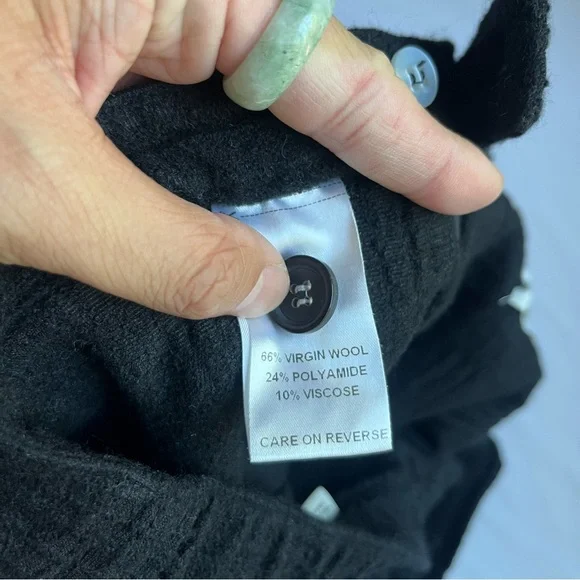 66% VIRGIN WOOL
24% POLYAMIDE
10% VISCOSE
CARE ON REVERSE